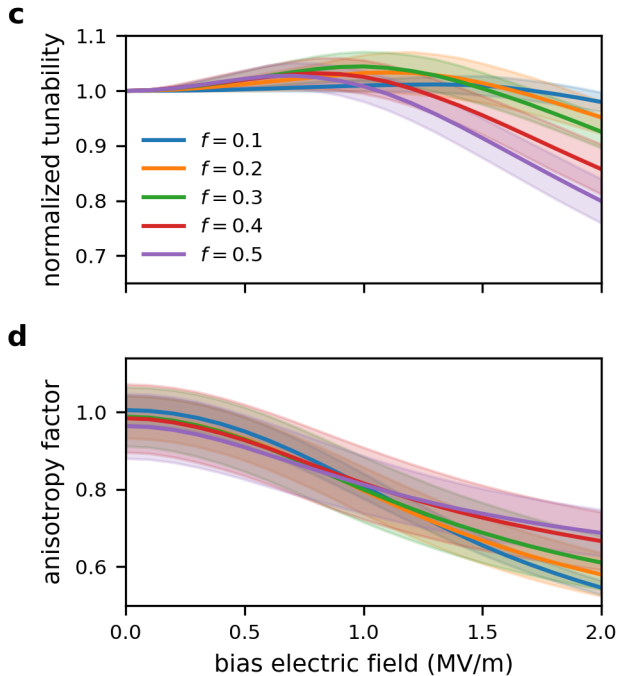 c
normalized tunability
1.1
1.0
0.9
0.8
0.7
f = 0.1
f = 0.2
f = 0.3
f = 0.4
f = 0.5
d
anisotropy factor
1.0
0.8
0.6
0.0 0.5 1.0 1.5 2.0
bias electric field (MV/m)